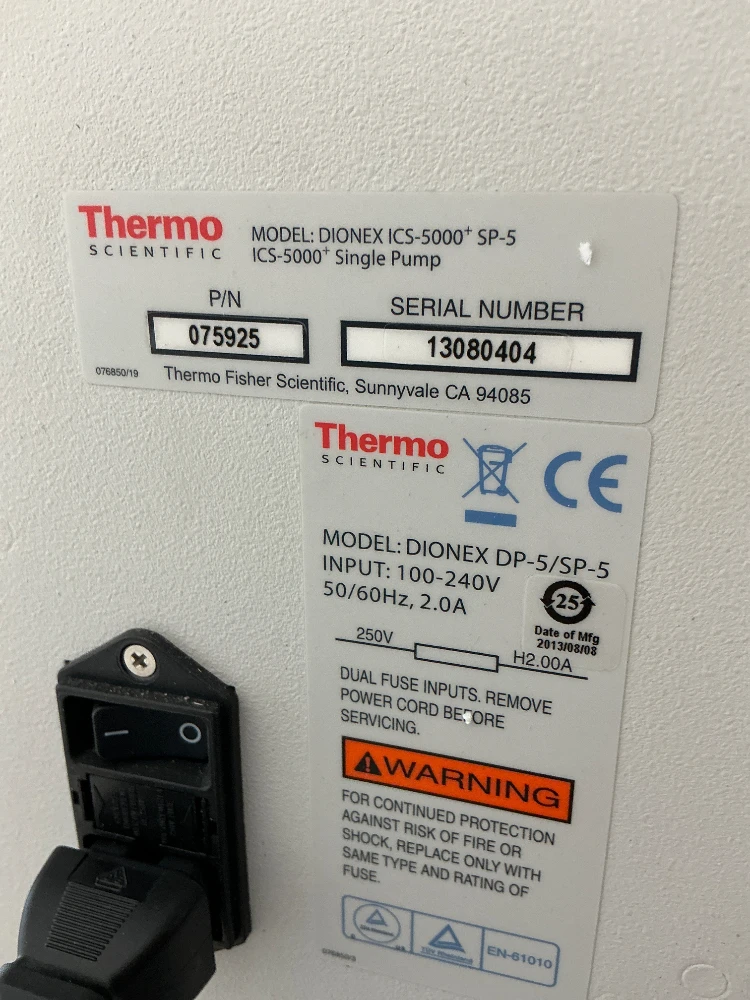 Thermo
SCIENTIFIC
MODEL: DIONEX ICS-5000⁺ SP-5
ICS-5000⁺ Single Pump
P/N
SERIAL NUMBER
075925
13080404
076850/19
Thermo Fisher Scientific, Sunnyvale CA 94085
Thermo
SCIENTIFIC
CE
MODEL: DIONEX DP-5/SP-5
INPUT: 100-240V
50/60Hz, 2.0A
25
Date of Mfg
2013/08/08
250V
H2.00A
DUAL FUSE INPUTS. REMOVE
POWER CORD BEFORE
SERVICING.
WARNING
FOR CONTINUED PROTECTION
AGAINST RISK OF FIRE OR
SHOCK, REPLACE ONLY WITH
SAME TYPE AND RATING OF
FUSE.
TUV Rheinland
EN-61010
| O